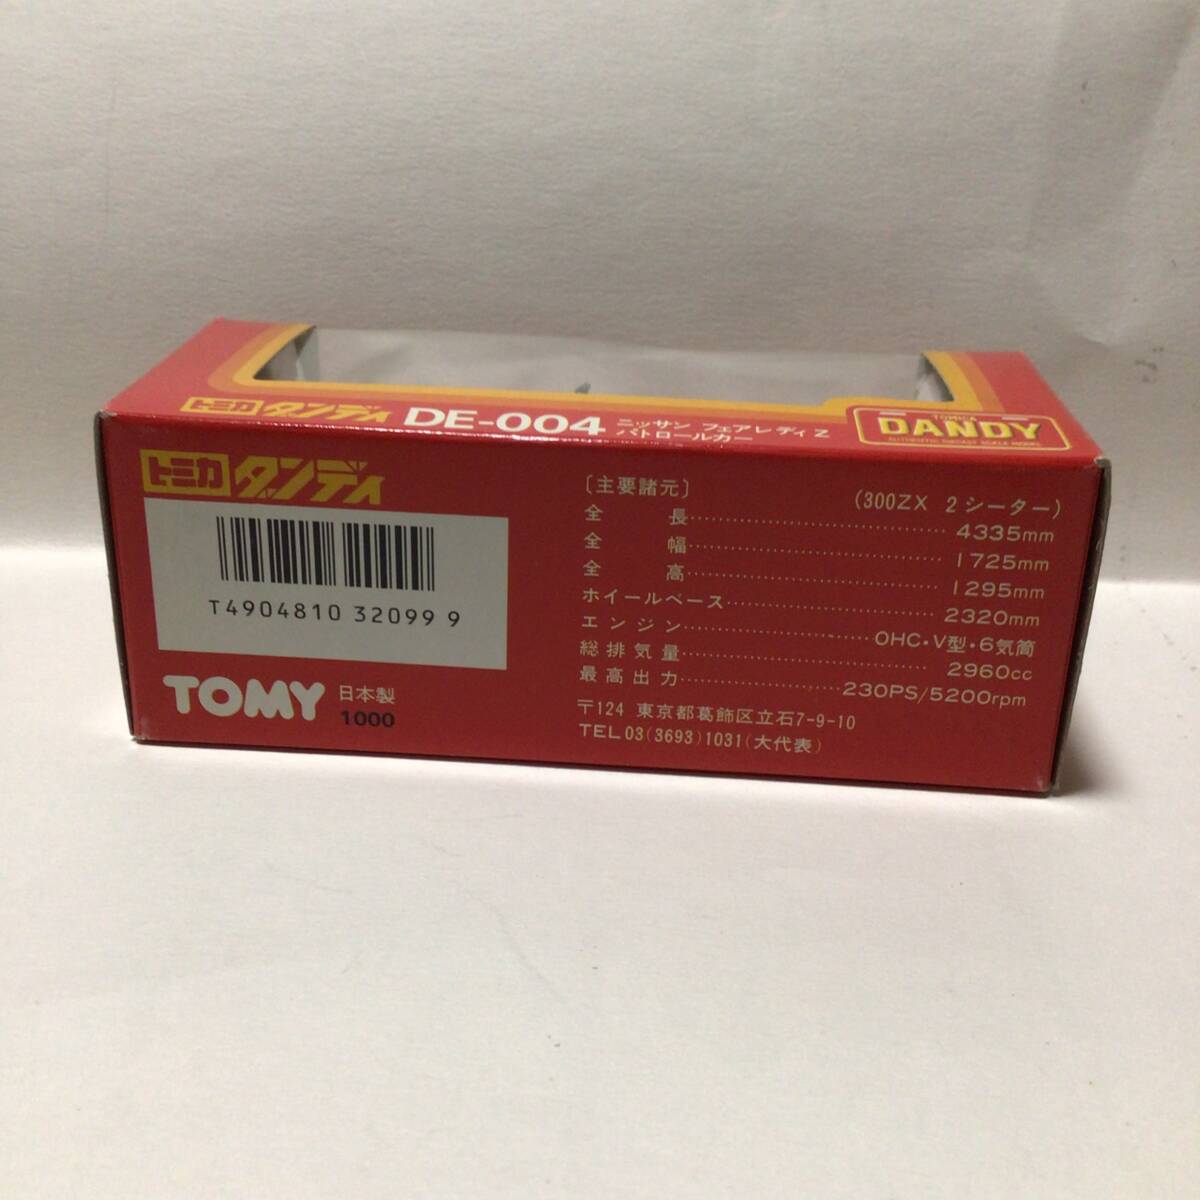 トミカ ダンディ DE-004 ニッサン フェアレディZ
パトロールカー
TOMICA
DANDY
AUTHENTIC DIECAST SCALE MODEL
トミカ ダンディ
T4904810 32099 9
TOMY 日本製
1000
〔主要諸元〕 (300ZX 2シーター)
全長 4335mm
全幅 1725mm
全高 1295mm
ホイールベース 2320mm
エンジン OHC・V型・6気筒
総排気量 2960cc
最高出力 230PS/5200rpm
〒124 東京都葛飾区立石7-9-10
TEL 03(3693)1031(大代表)